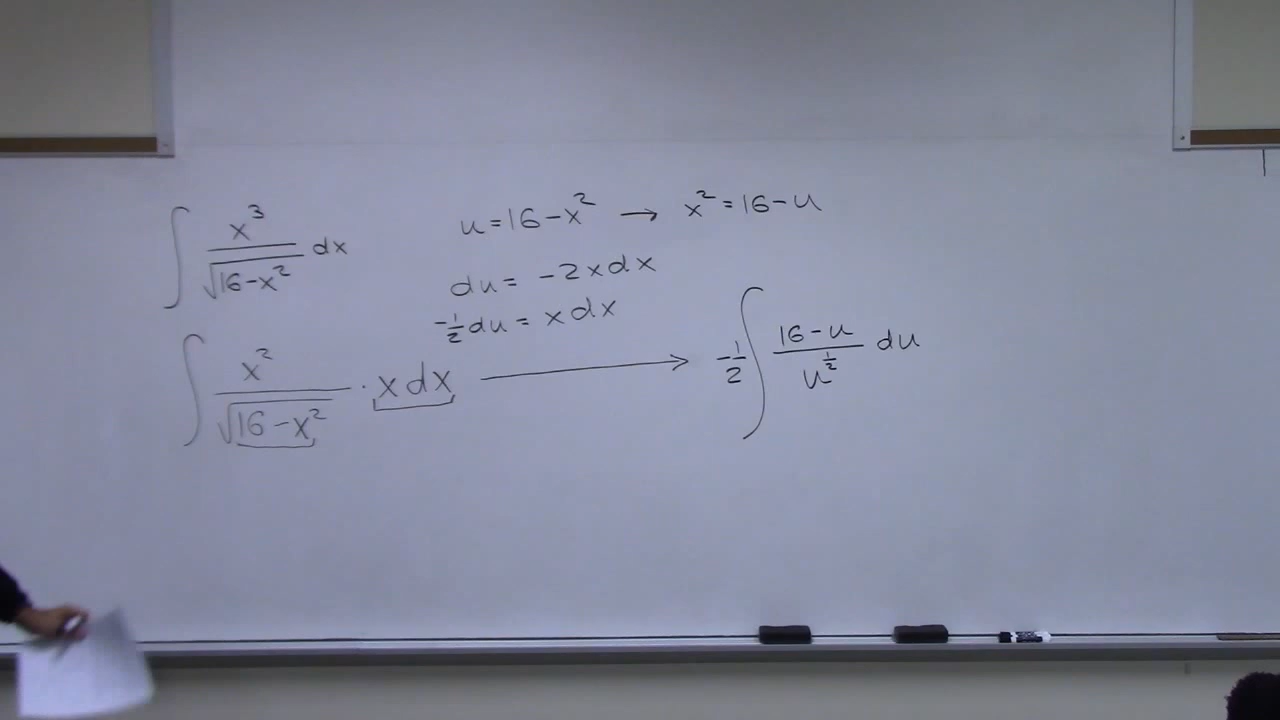 ∫ x³/√(16-x²) dx
u = 16-x² → x² = 16-u
du = -2x dx
-1/2 du = x dx
∫ x²/√(16-x²) · x dx → -1/2 ∫ (16-u)/u^(1/2) du